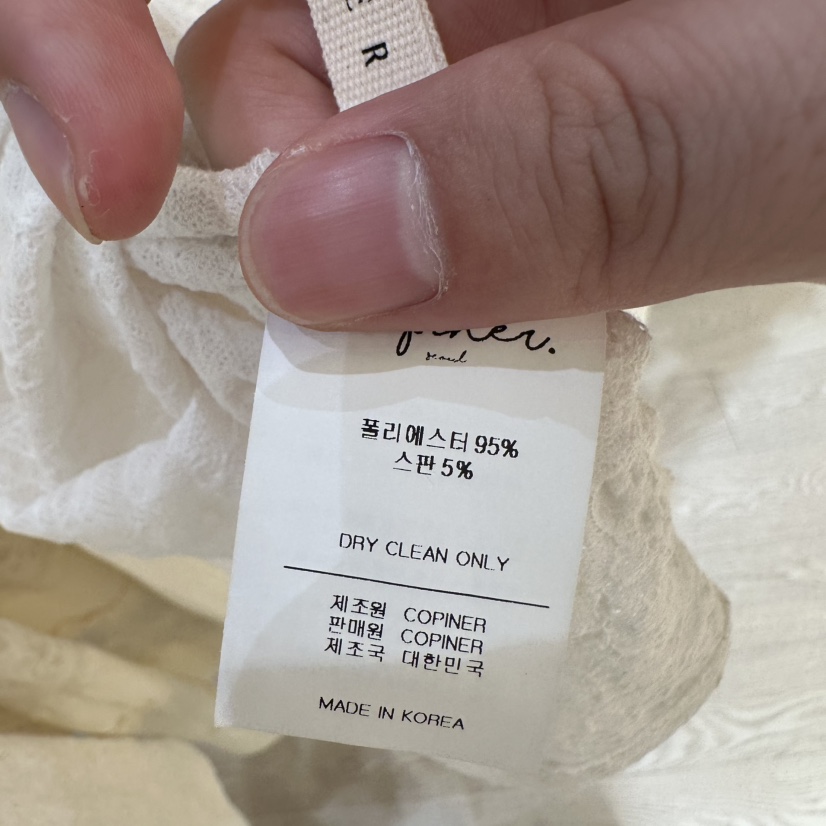 E R
seoul
폴리에스터 95%
스판 5%
DRY CLEAN ONLY
제조원 COPINER
판매원 COPINER
제조국 대한민국
MADE IN KOREA